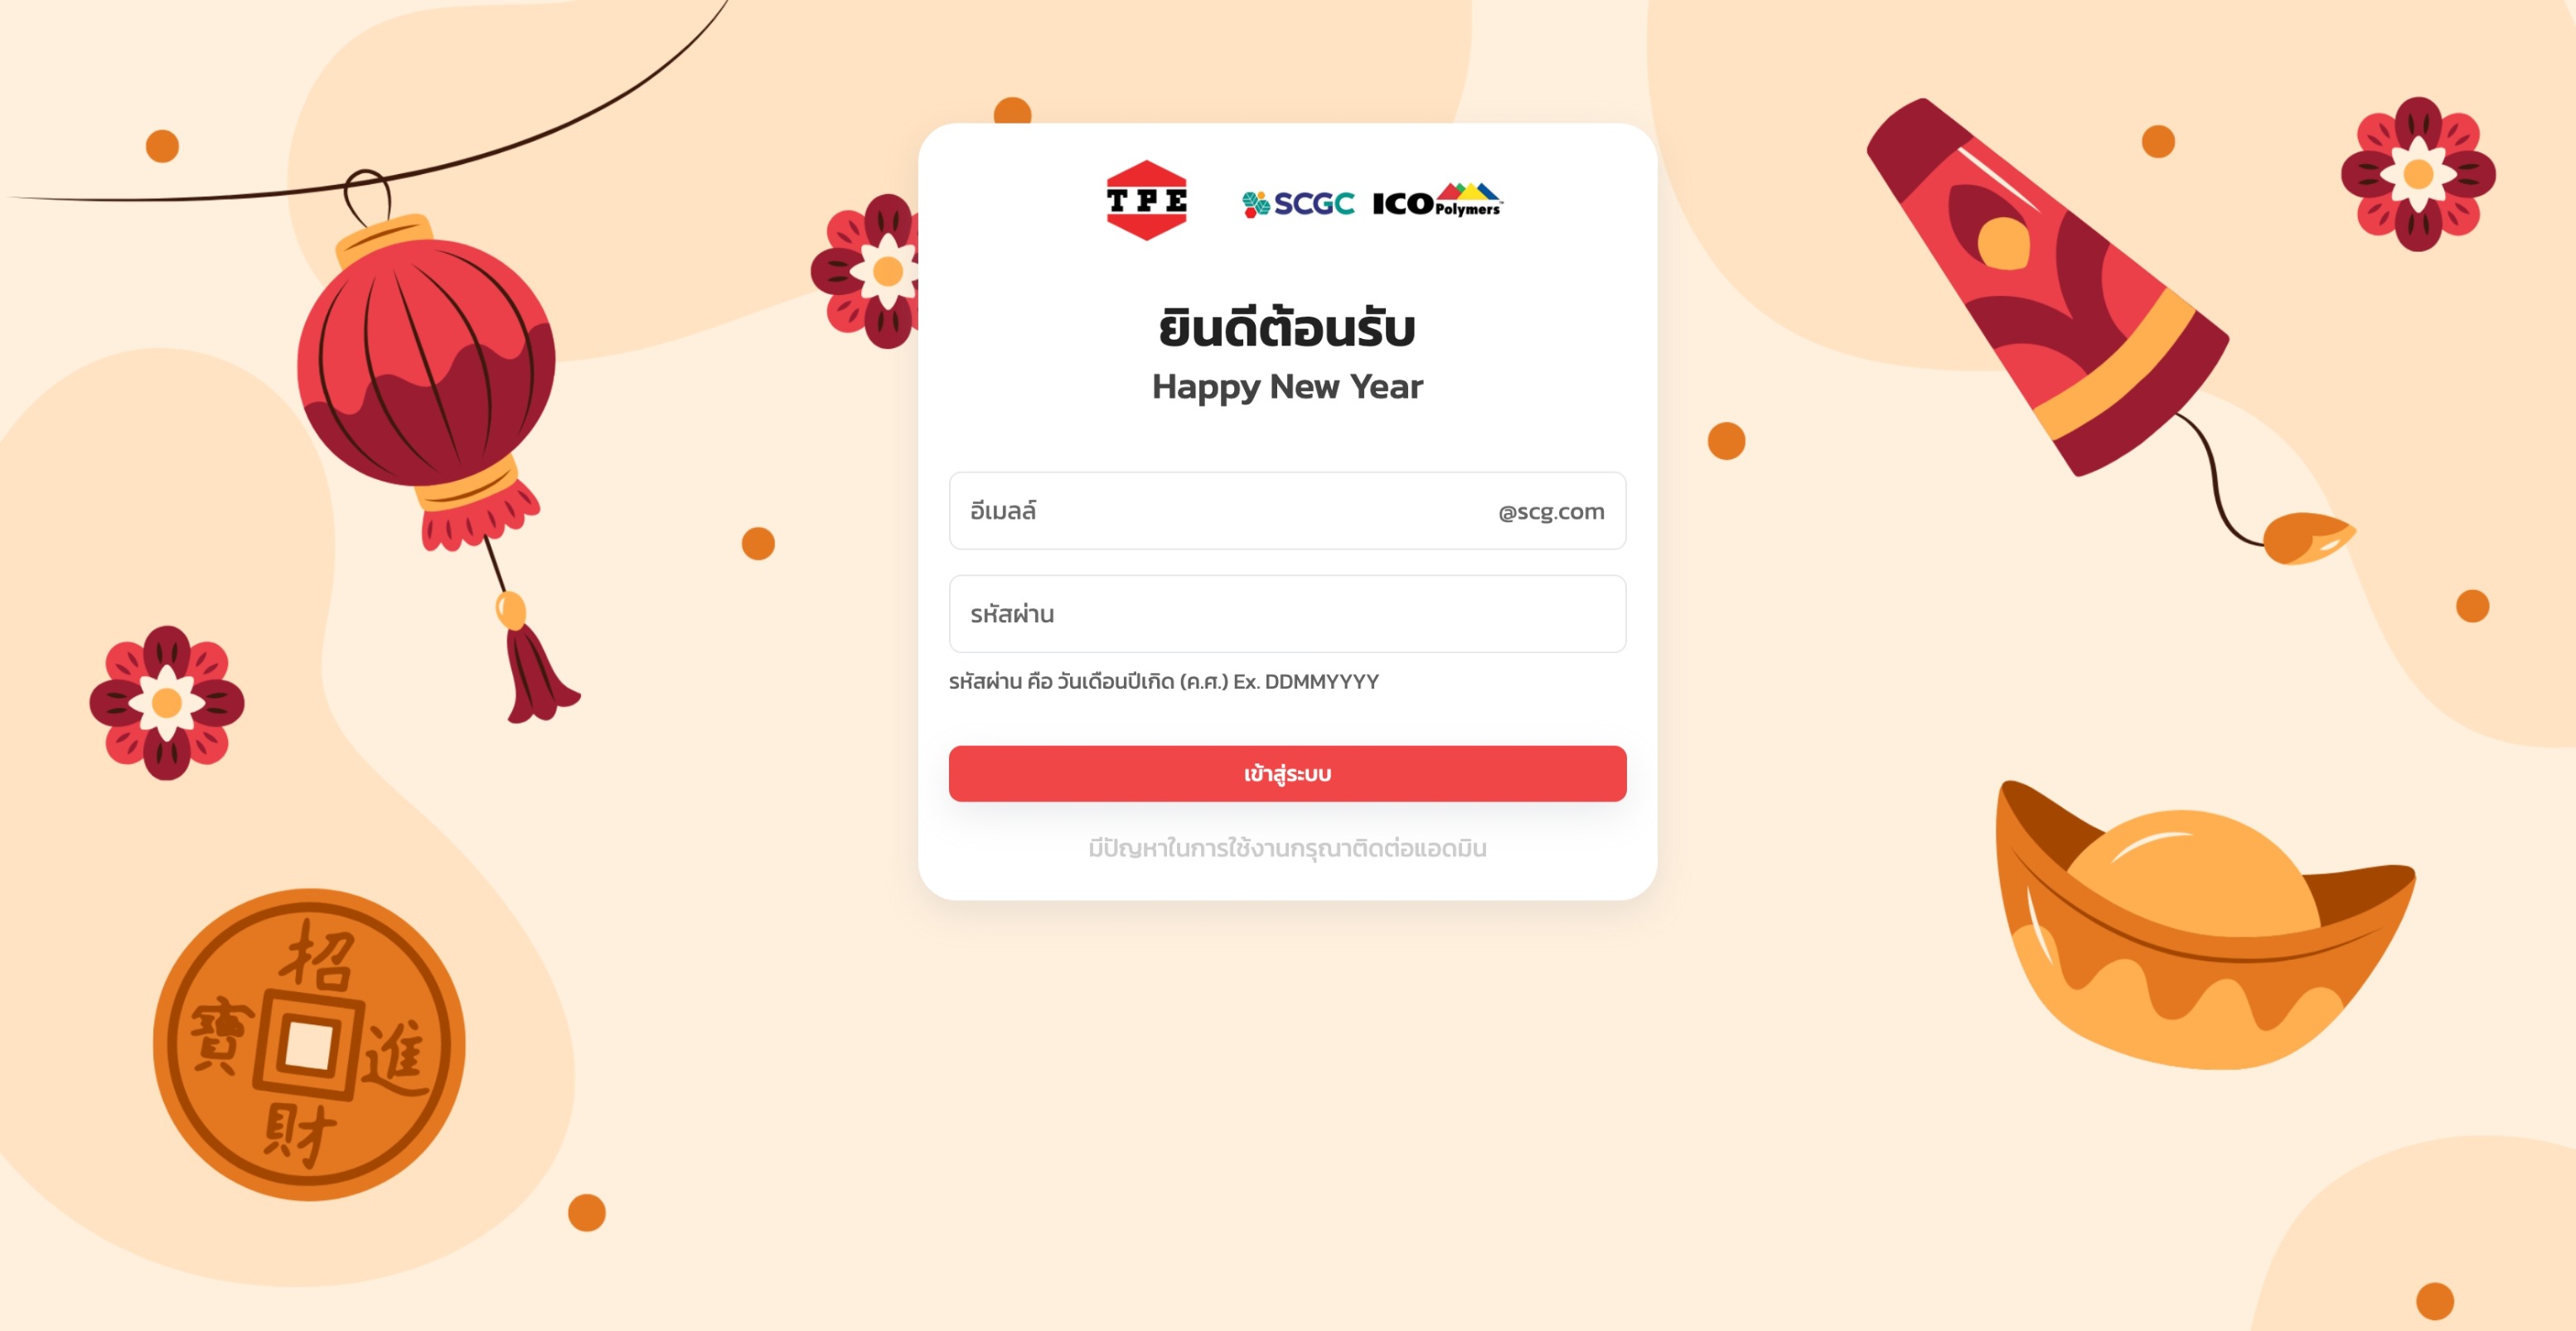 TPE
SCGC ICO Polymers
ยินดีต้อนรับ
Happy New Year
อีเมลล์ @scg.com
รหัสผ่าน
รหัสผ่าน คือ วันเดือนปีเกิด (ค.ศ.) Ex. DDMMYYYY
เข้าสู่ระบบ
มีปัญหาในการใช้งานกรุณาติดต่อแอดมิน
招
寶 進
財